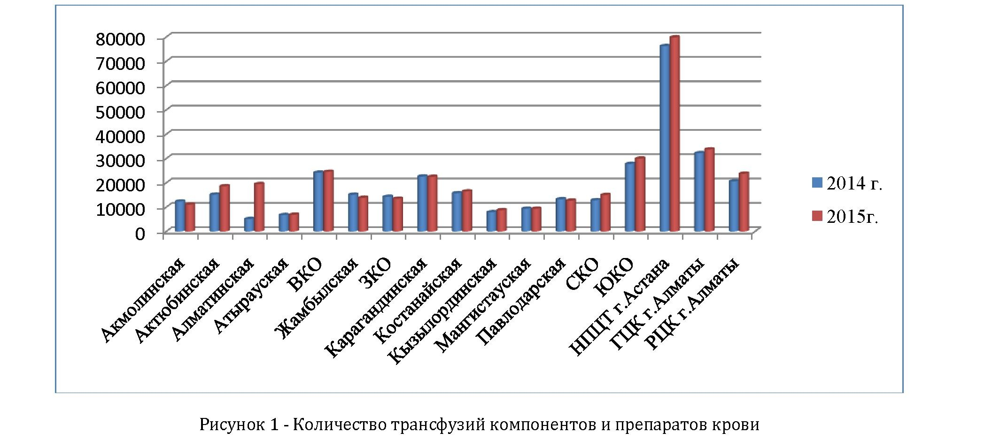 80000
70000
60000
50000
40000
30000
20000
10000
0
Акмолинская
Актюбинская
Алматинская
Атырауская
ВКО
Жамбылская
ЗКО
Карагандинская
Костанайская
Кызылординская
Мангистауская
Павлодарская
СКО
ЮКО
НПЦТ г.Астана
ГЦК г.Алматы
РЦК г.Алматы
2014 г.
2015г.
Рисунок 1 - Количество трансфузий компонентов и препаратов крови